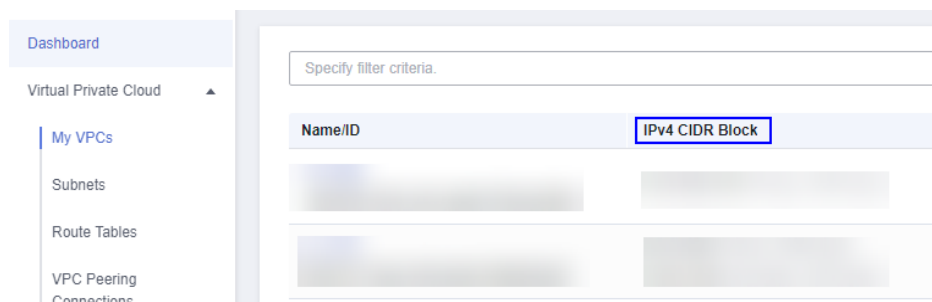 Dashboard
Specify filter criteria.
Virtual Private Cloud
Name/ID
IPv4 CIDR Block
My VPCs
Subnets
Route Tables
VPC Peering
Connections